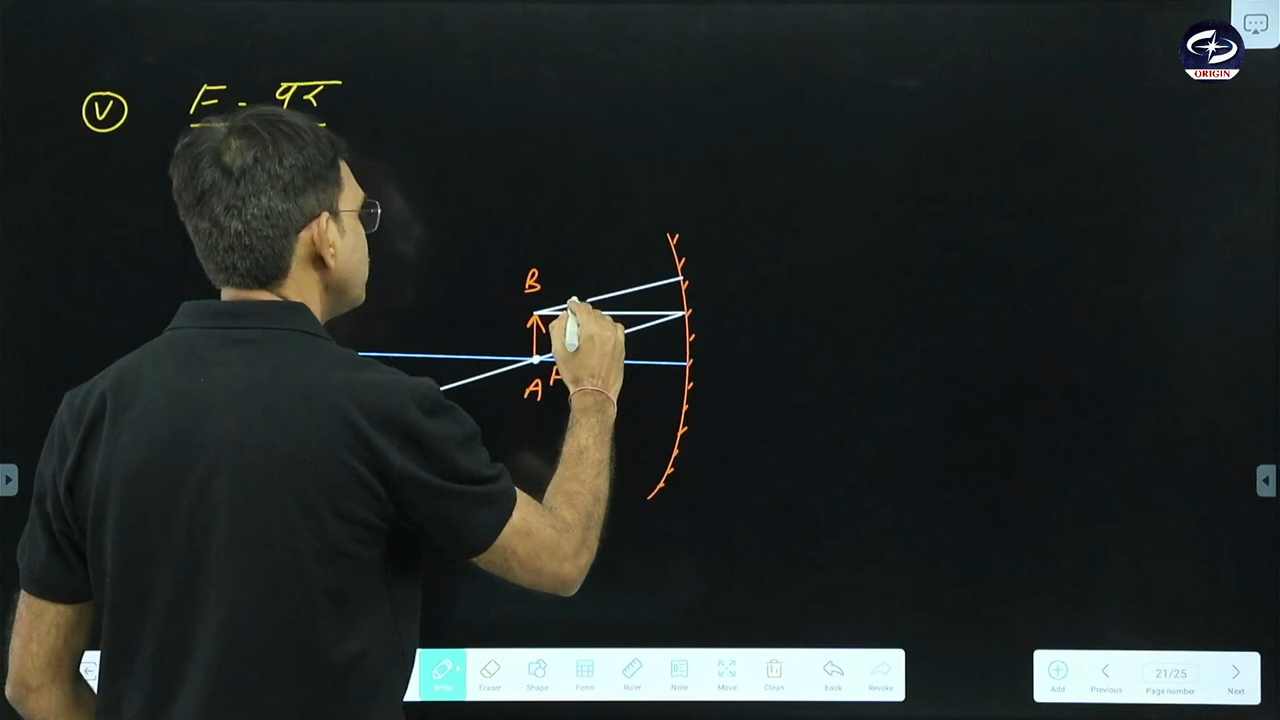 V F - पर
B
A F
ORIGIN
Write Eraser Shape Form Ruler Note Move Clean back Revoke
Add Previous 21/25 Page number Next